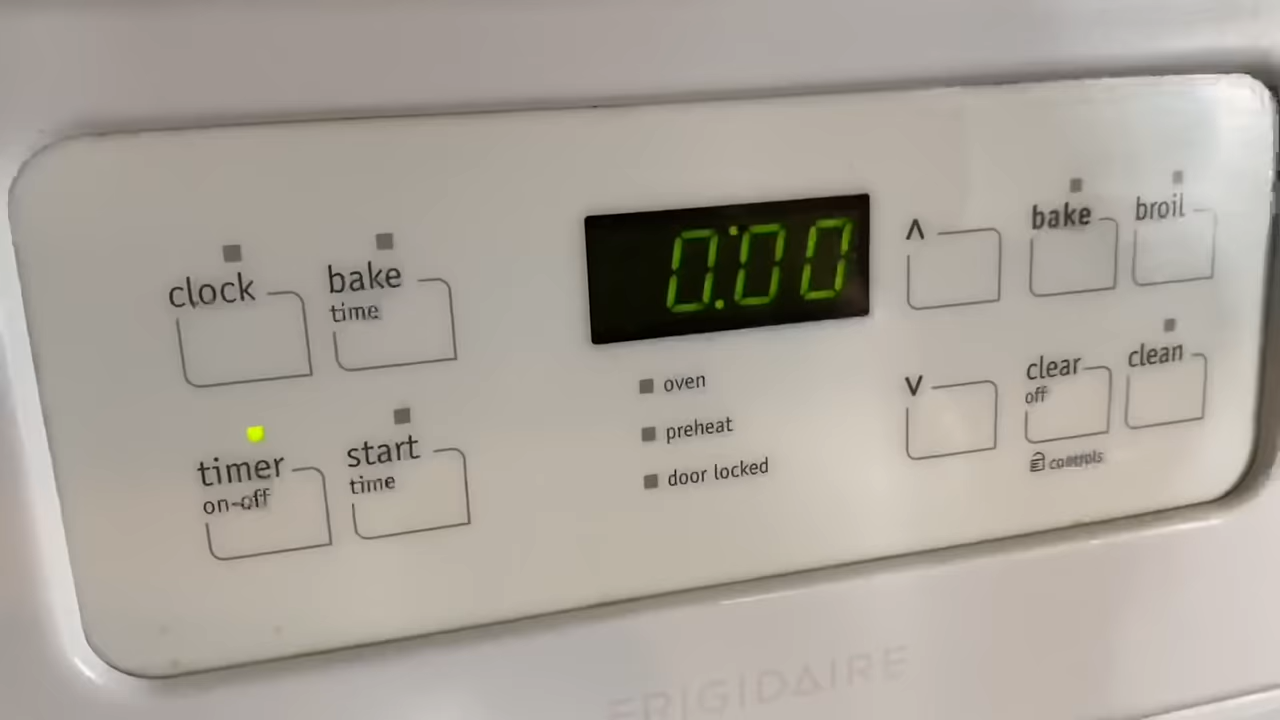 clock
bake
time
timer
on-off
start
time
0:00
oven
preheat
door locked
Λ
V
bake
broil
clear
off
clean
controls
FRIGIDAIRE